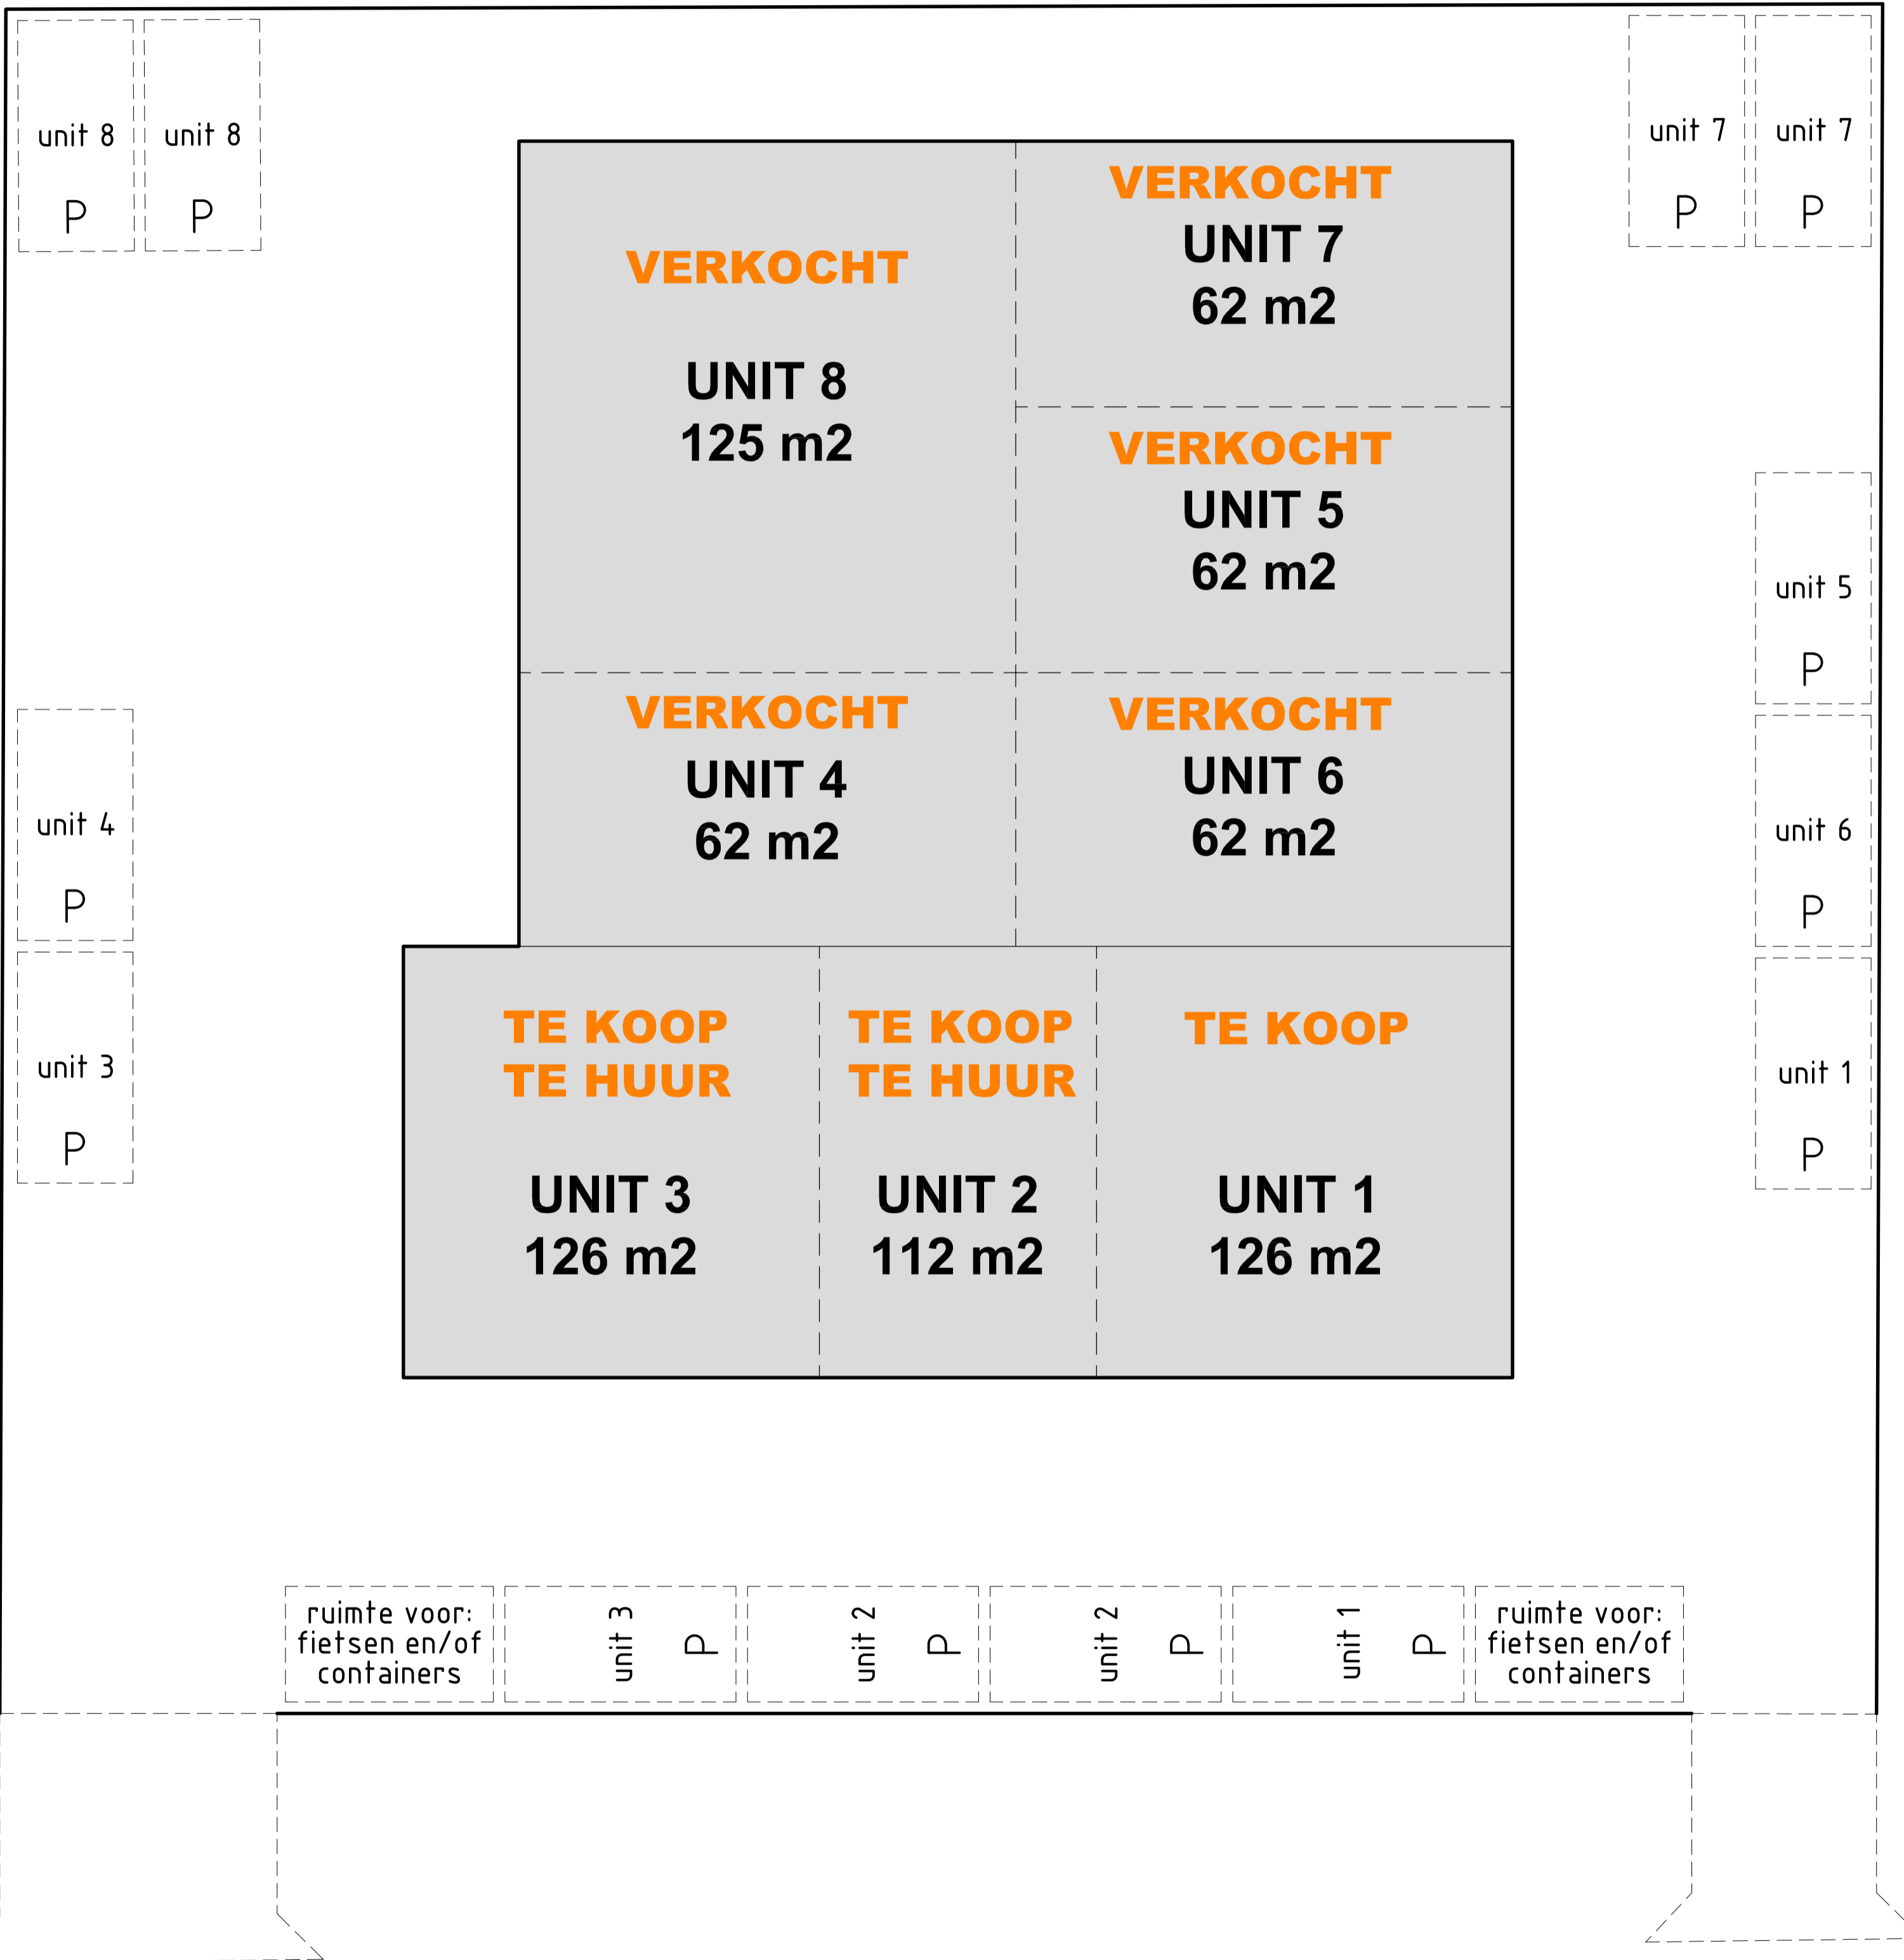 unit 8
P
unit 8
P
unit 7
P
unit 7
P
VERKOCHT
UNIT 8
125 m2
VERKOCHT
UNIT 7
62 m2
VERKOCHT
UNIT 5
62 m2
unit 5
P
unit 4
P
VERKOCHT
UNIT 4
62 m2
VERKOCHT
UNIT 6
62 m2
unit 6
P
unit 3
P
TE KOOP
TE HUUR
UNIT 3
126 m2
TE KOOP
TE HUUR
UNIT 2
112 m2
TE KOOP
UNIT 1
126 m2
unit 1
P
ruimte voor:
fietsen en/of
containers
unit 3
P
unit 2
P
unit 2
P
unit 1
P
ruimte voor:
fietsen en/of
containers